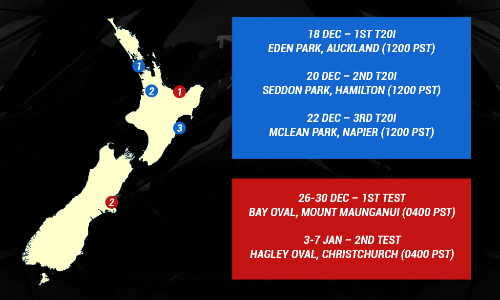 1
2
1
3
2
18 DEC – 1ST T20I
EDEN PARK, AUCKLAND (1200 PST)
20 DEC – 2ND T20I
SEDDON PARK, HAMILTON (1200 PST)
22 DEC – 3RD T20I
MCLEAN PARK, NAPIER (1200 PST)
26-30 DEC – 1ST TEST
BAY OVAL, MOUNT MAUNGANUI (0400 PST)
3-7 JAN – 2ND TEST
HAGLEY OVAL, CHRISTCHURCH (0400 PST)